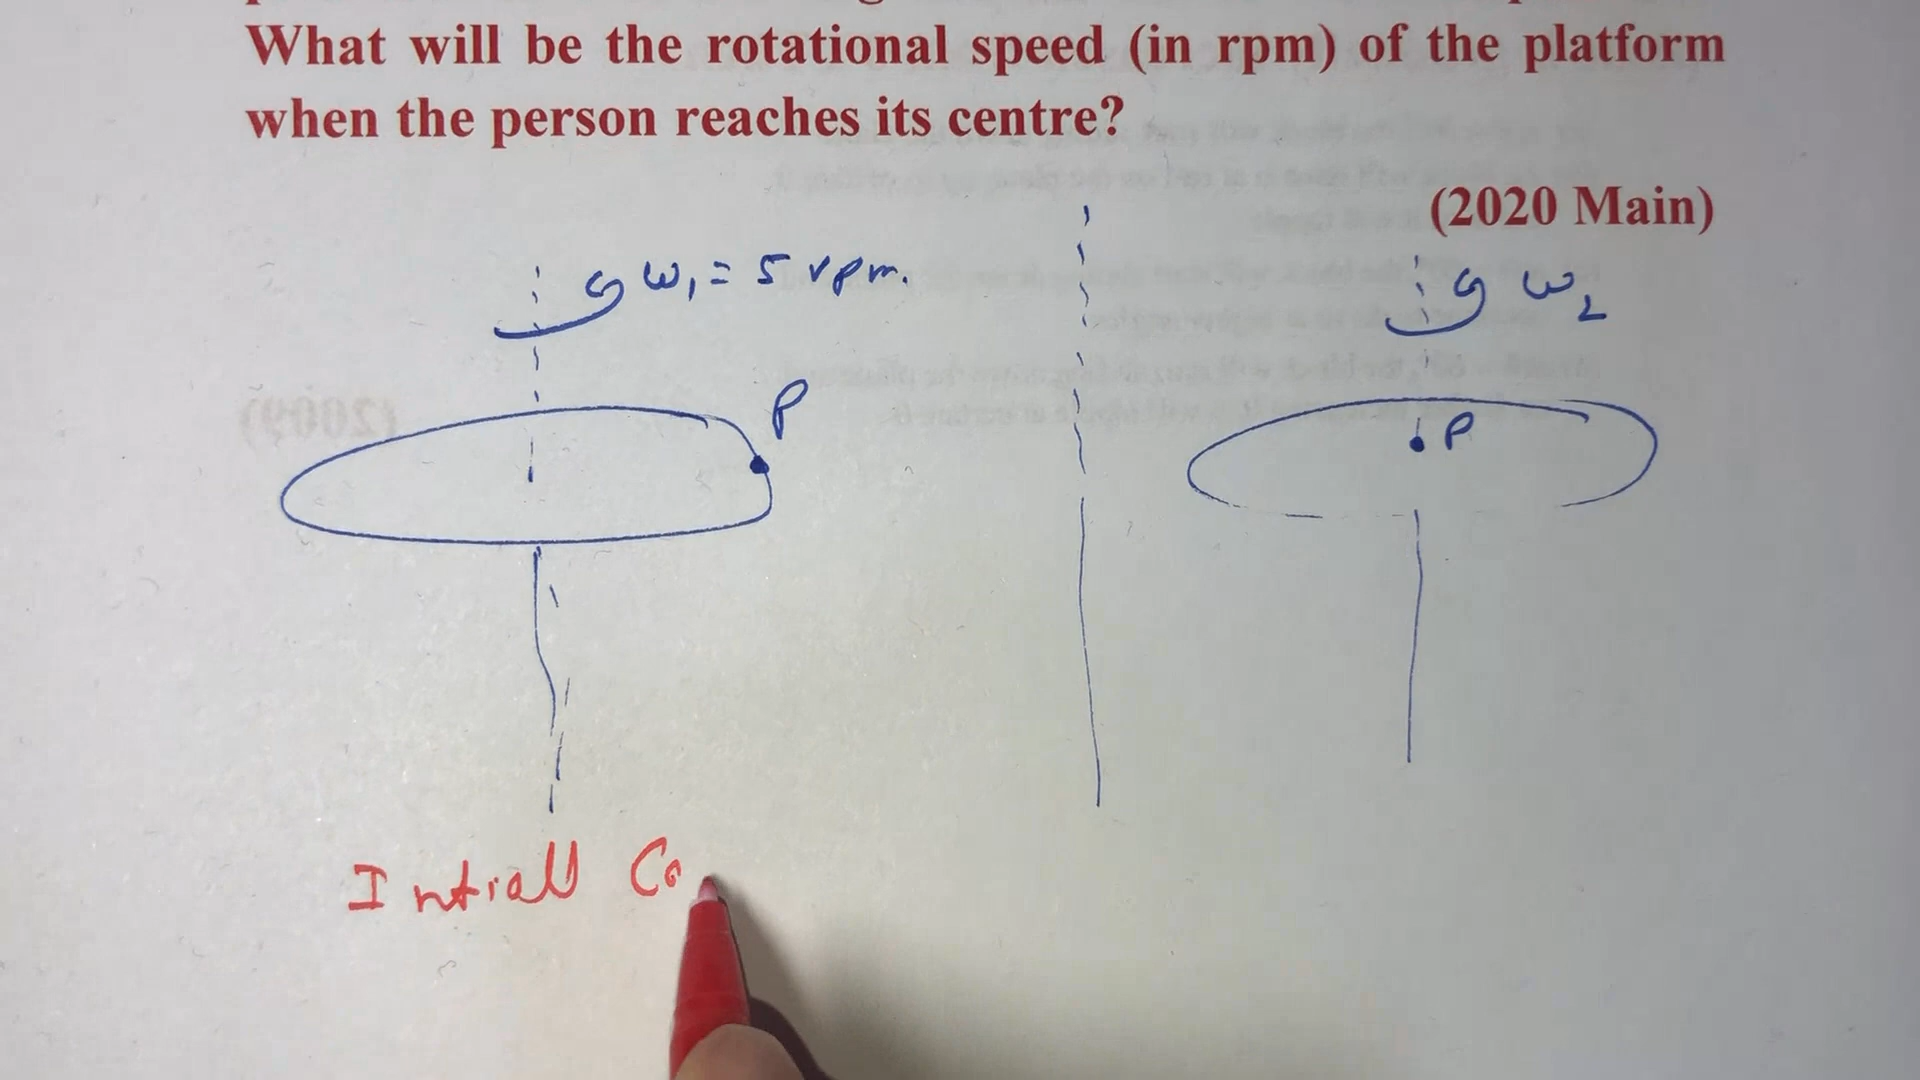 What will be the rotational speed (in rpm) of the platform
when the person reaches its centre?
(2020 Main)
ω₁ = 5 rpm.
ω₂
P
P
Intiall Co